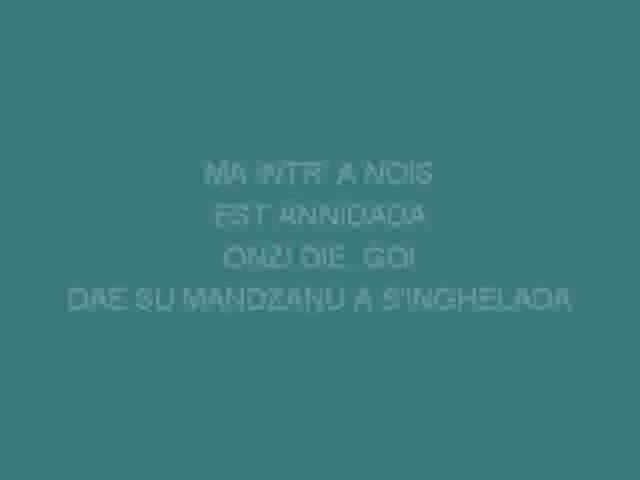 MA INTR' A NOIS
EST ANNIDADA
ONZI DIE, GOI
DAE SU MANDZANU A S'INGHELADA